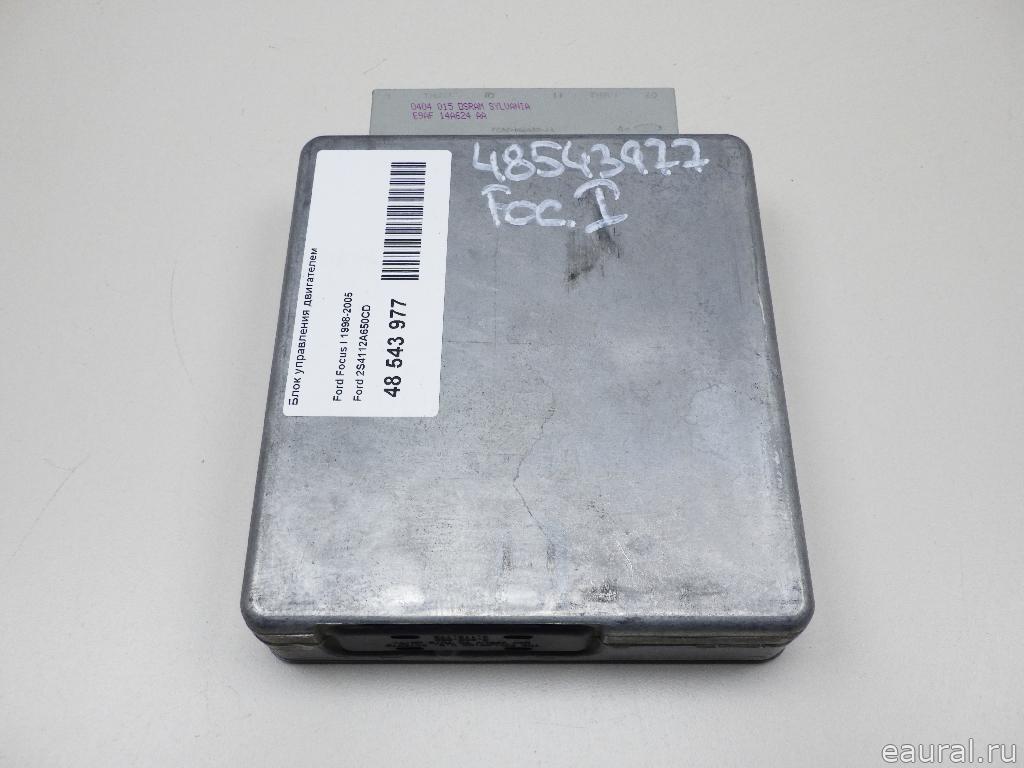 0404 015 OSRAM SYLVANIA
E9AF 14A624 AA
48543977
Foc. I
Блок управления двигателем
Ford Focus I 1998-2005
Ford 2S4112A650CD
48 543 977
eaural.ru